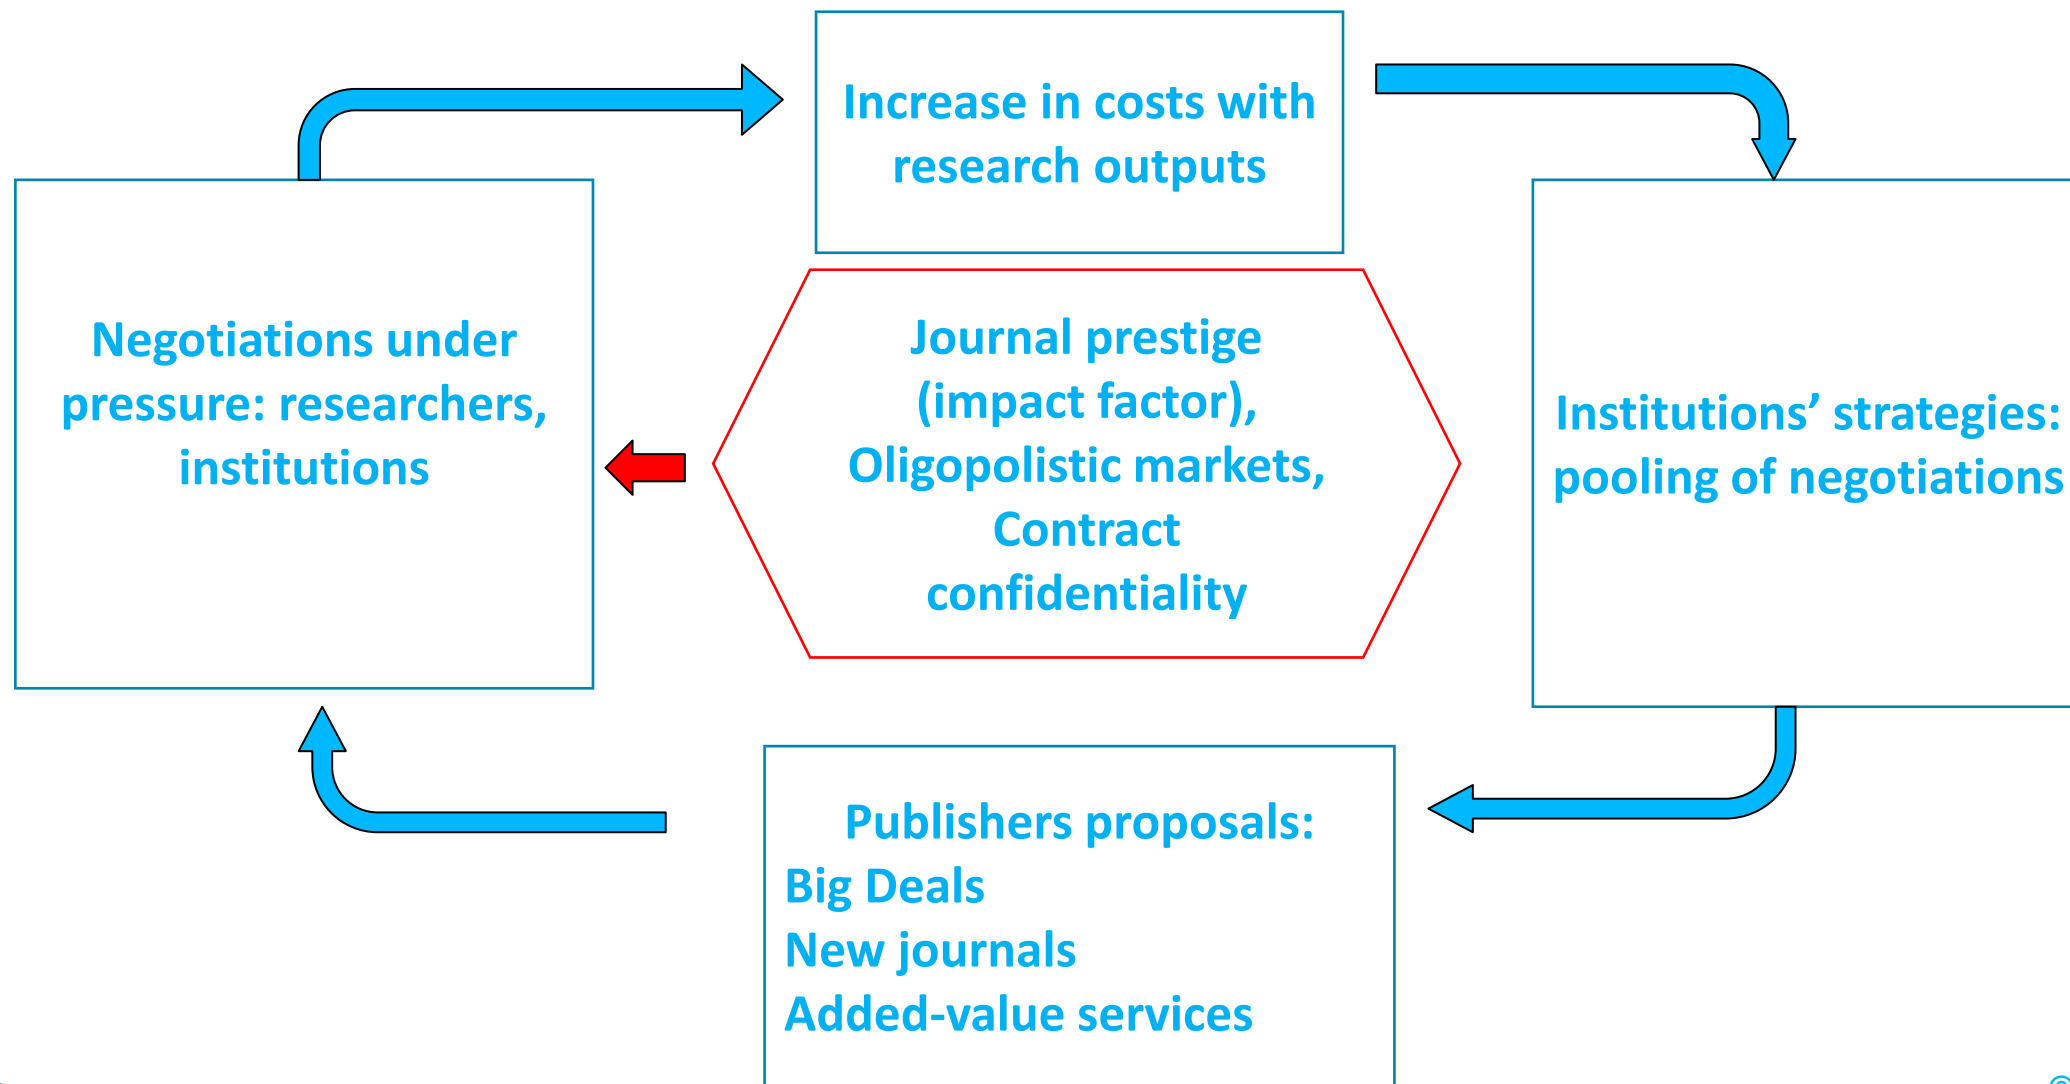 Increase in costs with
research outputs
Negotiations under
pressure: researchers,
institutions
Journal prestige
(impact factor),
Oligopolistic markets,
Contract
confidentiality
Institutions’ strategies:
pooling of negotiations
Publishers proposals:
Big Deals
New journals
Added-value services